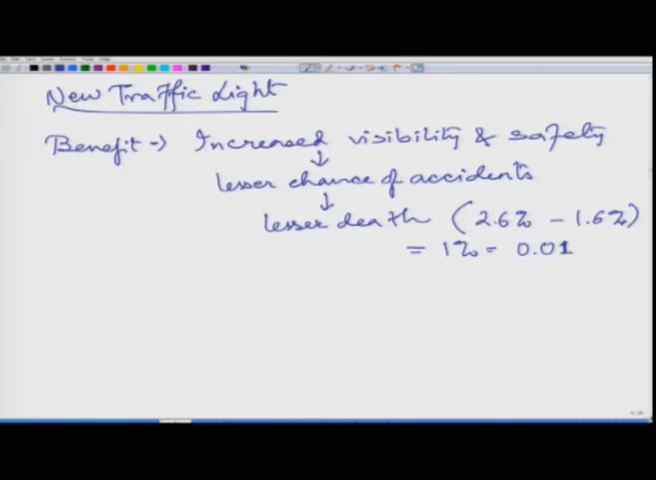 New Traffic Light
Benefit → Increased visibility & safety
↓
lesser chance of accidents
↓
lesser death (2.6% - 1.6%)
= 1% = 0.01